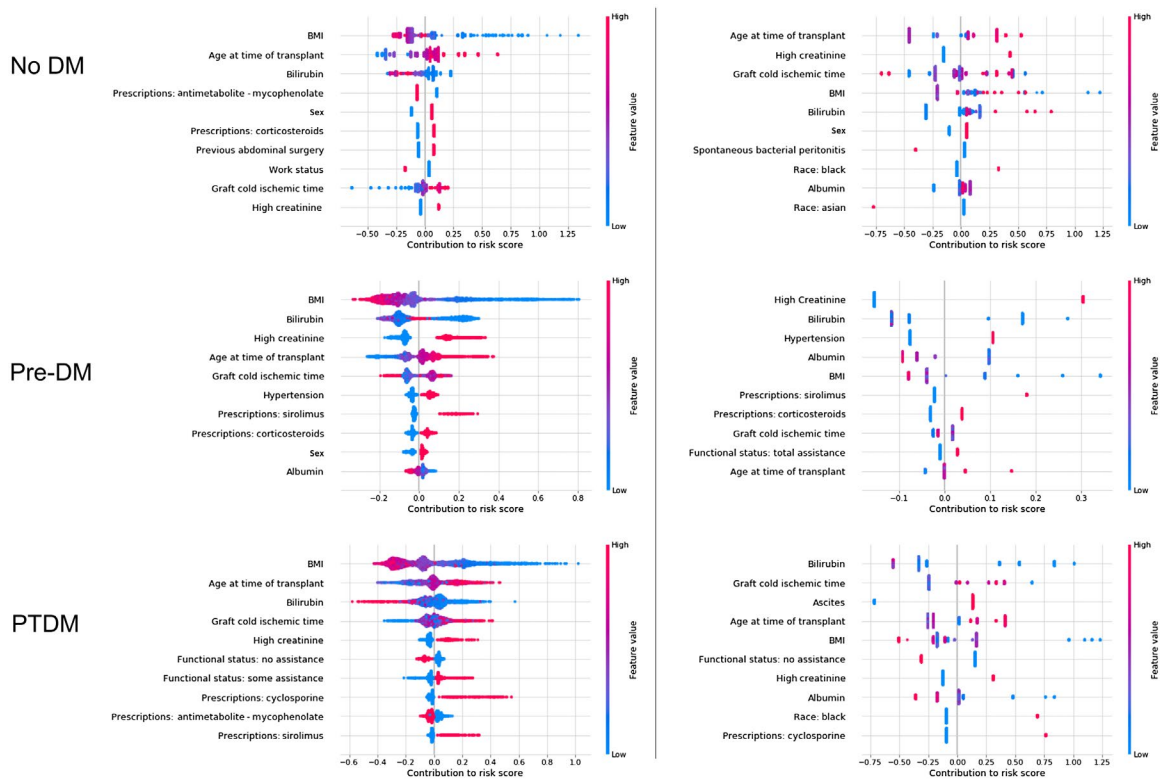 No DM
BMI
Age at time of transplant
Bilirubin
Prescriptions: antimetabolite - mycophenolate
Sex
Prescriptions: corticosteroids
Previous abdominal surgery
Work status
Graft cold ischemic time
High creatinine
−0.50 −0.25 0.00 0.25 0.50 0.75 1.00 1.25
Contribution to risk score
High
Feature value
Low
Age at time of transplant
High creatinine
Graft cold ischemic time
BMI
Bilirubin
Sex
Spontaneous bacterial peritonitis
Race: black
Albumin
Race: asian
−0.75 −0.50 −0.25 0.00 0.25 0.50 0.75 1.00 1.25
Contribution to risk score
High
Feature value
Low
Pre-DM
BMI
Bilirubin
High creatinine
Age at time of transplant
Graft cold ischemic time
Hypertension
Prescriptions: sirolimus
Prescriptions: corticosteroids
Sex
Albumin
−0.2 0.0 0.2 0.4 0.6 0.8
Contribution to risk score
High
Feature value
Low
High Creatinine
Bilirubin
Hypertension
Albumin
BMI
Prescriptions: sirolimus
Prescriptions: corticosteroids
Graft cold ischemic time
Functional status: total assistance
Age at time of transplant
−0.1 0.0 0.1 0.2 0.3
Contribution to risk score
High
Feature value
Low
PTDM
BMI
Age at time of transplant
Bilirubin
Graft cold ischemic time
High creatinine
Functional status: no assistance
Functional status: some assistance
Prescriptions: cyclosporine
Prescriptions: antimetabolite - mycophenolate
Prescriptions: sirolimus
−0.6 −0.4 −0.2 0.0 0.2 0.4 0.6 0.8 1.0
Contribution to risk score
High
Feature value
Low
Bilirubin
Graft cold ischemic time
Ascites
Age at time of transplant
BMI
Functional status: no assistance
High creatinine
Albumin
Race: black
Prescriptions: cyclosporine
−0.75 −0.50 −0.25 0.00 0.25 0.50 0.75 1.00 1.25
Contribution to risk score
High
Feature value
Low